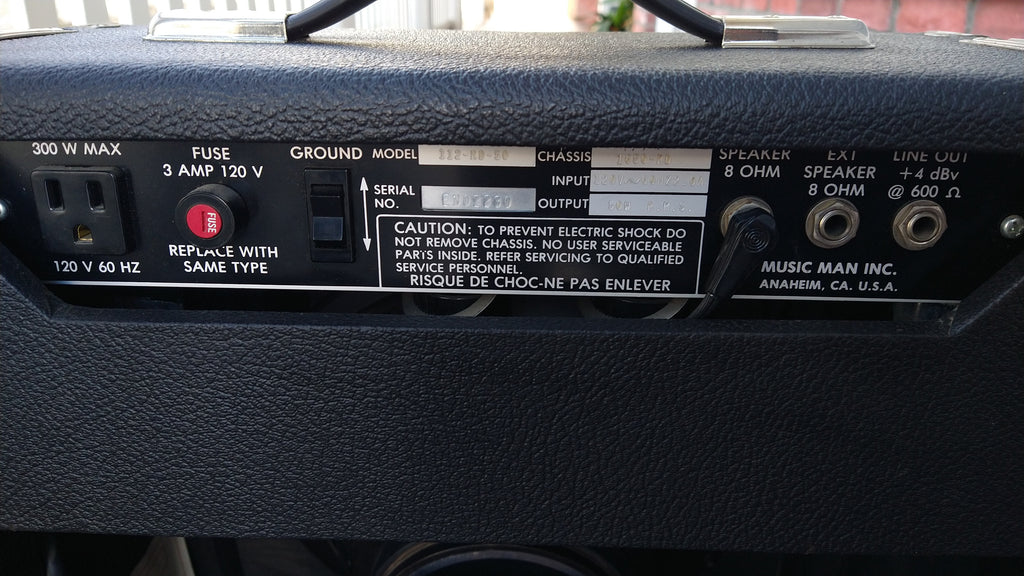 300 W MAX
120 V 60 HZ
FUSE
3 AMP 120 V
FUSE
REPLACE WITH
SAME TYPE
GROUND
MODEL 112-RD-50
SERIAL
NO.
CHASSIS
INPUT
OUTPUT
CAUTION: TO PREVENT ELECTRIC SHOCK DO
NOT REMOVE CHASSIS. NO USER SERVICEABLE
PARTS INSIDE. REFER SERVICING TO QUALIFIED
SERVICE PERSONNEL.
RISQUE DE CHOC-NE PAS ENLEVER
SPEAKER
8 OHM
EXT
SPEAKER
8 OHM
LINE OUT
+4 dBv
@ 600 Ω
MUSIC MAN INC.
ANAHEIM, CA. U.S.A.